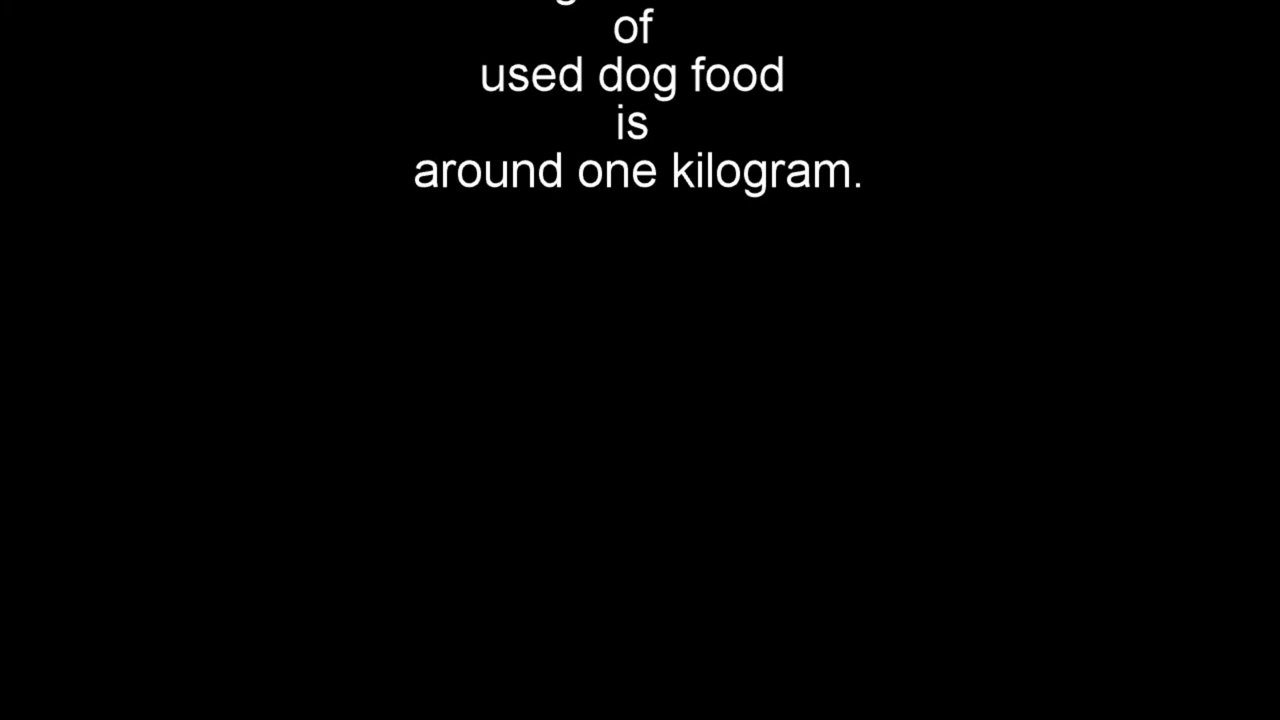 of
used dog food
is
around one kilogram.